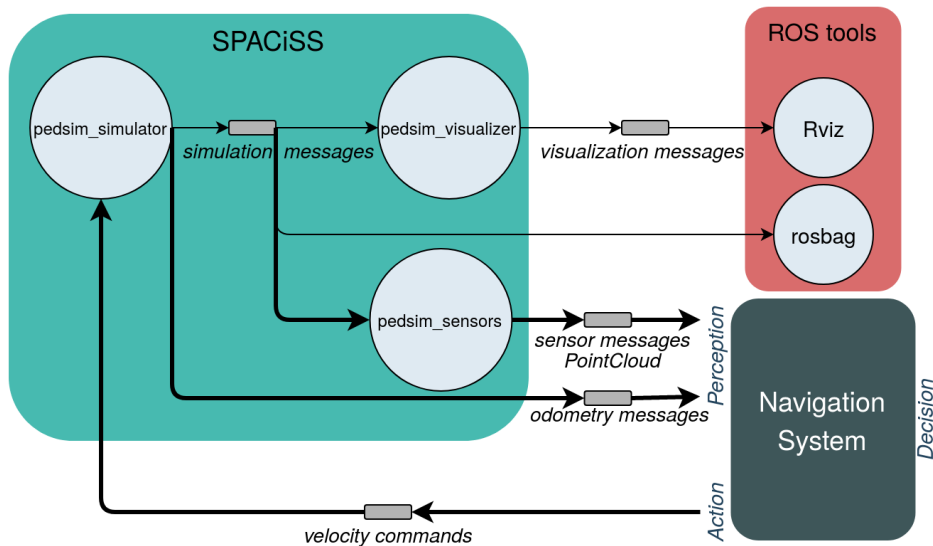 SPACiSS
ROS tools
pedsim_simulator
pedsim_visualizer
Rviz
simulation messages
visualization messages
rosbag
pedsim_sensors
sensor messages
PointCloud
Perception
odometry messages
Navigation
System
Decision
Action
velocity commands